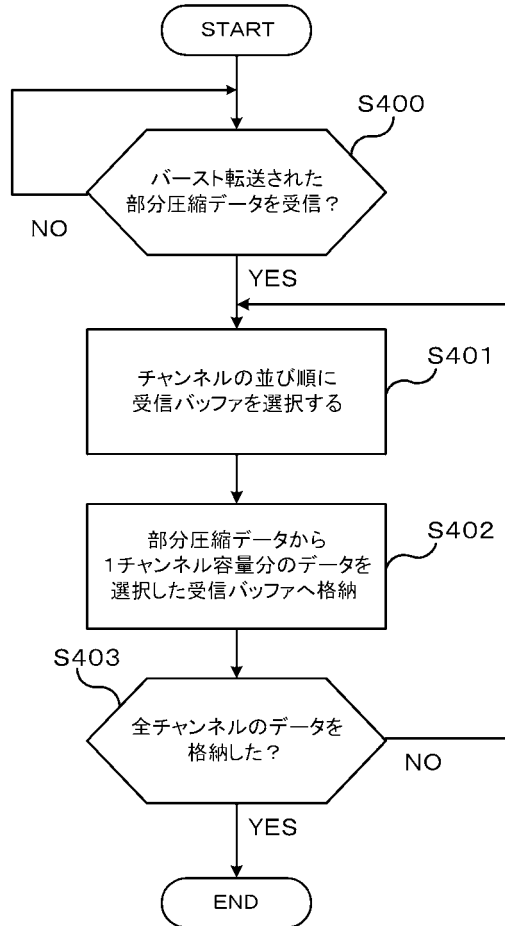 START
S400
バースト転送された
部分圧縮データを受信？
NO
YES
S401
チャンネルの並び順に
受信バッファを選択する
S402
部分圧縮データから
1チャンネル容量分のデータを
選択した受信バッファへ格納
S403
全チャンネルのデータを
格納した？
NO
YES
END